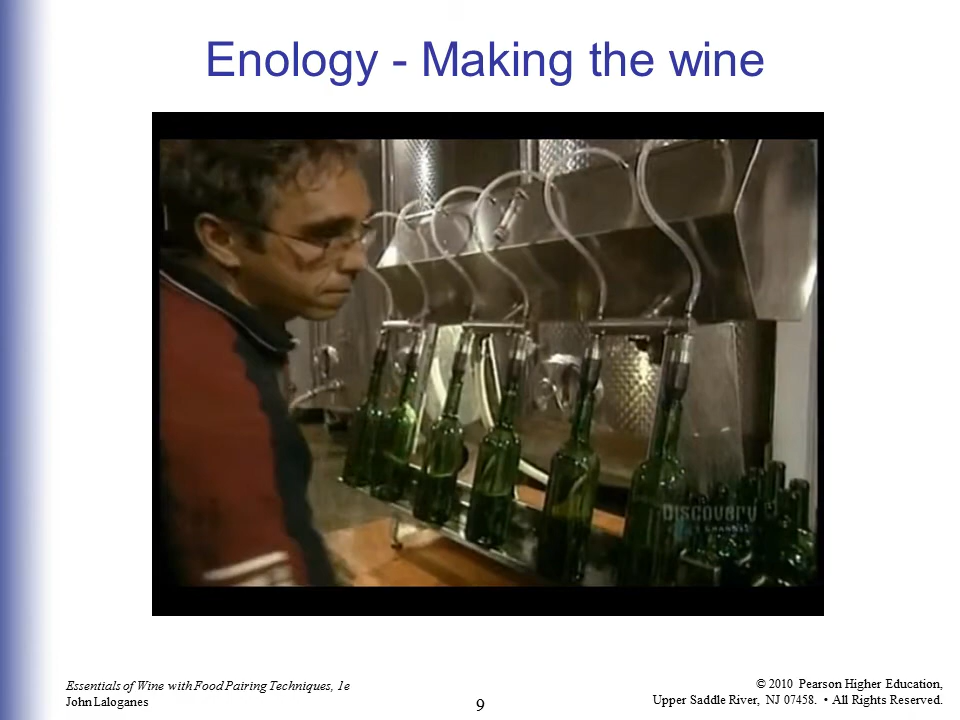 Enology - Making the wine
Discovery
CHANNEL
Essentials of Wine with Food Pairing Techniques, 1e
John Laloganes
9
© 2010 Pearson Higher Education,
Upper Saddle River, NJ 07458. • All Rights Reserved.